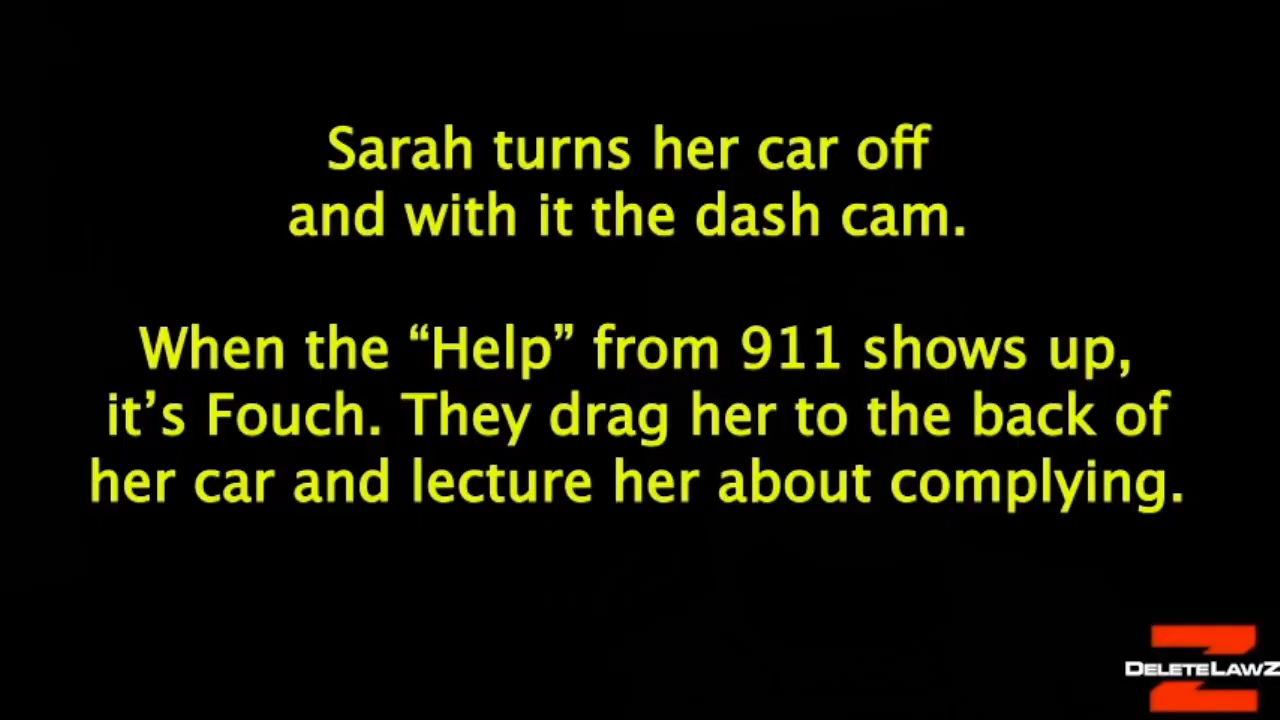 Sarah turns her car off
and with it the dash cam.
When the “Help” from 911 shows up,
it’s Fouch. They drag her to the back of
her car and lecture her about complying.
DELETELAWZ